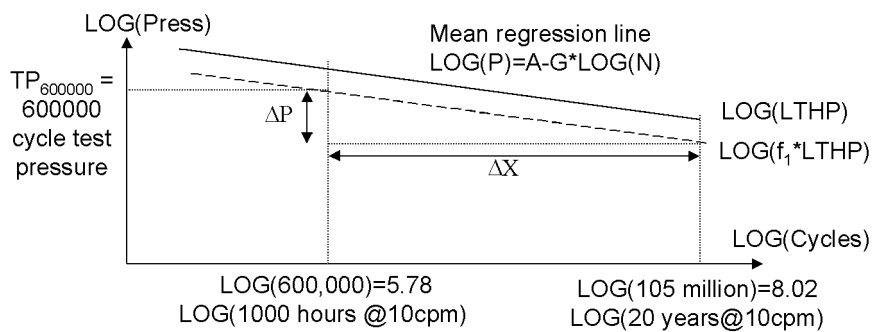 LOG(Press)
Mean regression line
LOG(P)=A-G*LOG(N)
TP600000 =
600000
cycle test
pressure
ΔP
LOG(LTHP)
LOG(f1*LTHP)
ΔX
LOG(Cycles)
LOG(600,000)=5.78
LOG(1000 hours @10cpm)
LOG(105 million)=8.02
LOG(20 years@10cpm)